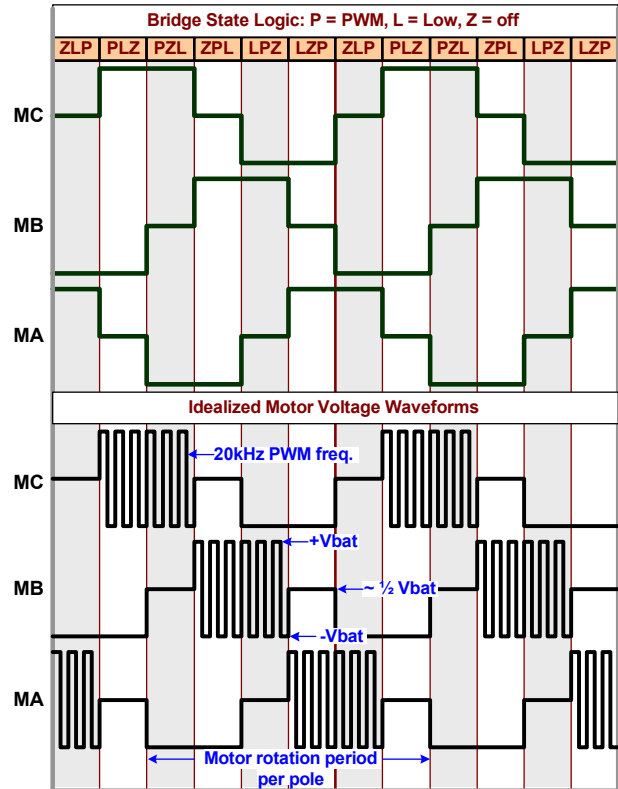 Bridge State Logic: P = PWM, L = Low, Z = off
ZLP PLZ PZL ZPL LPZ LZP ZLP PLZ PZL ZPL LPZ LZP
MC
MB
MA
Idealized Motor Voltage Waveforms
20kHz PWM freq.
MC
+Vbat
MB
~ ½ Vbat
-Vbat
MA
Motor rotation period
per pole